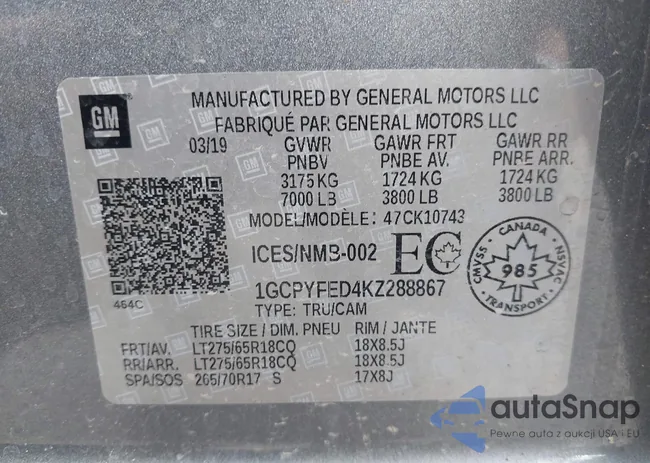 GM
MANUFACTURED BY GENERAL MOTORS LLC
FABRIQUÉ PAR GENERAL MOTORS LLC
03/19 GVWR GAWR FRT GAWR RR
PNBV PNBE AV. PNBE ARR.
3175 KG 1724 KG 1724 KG
7000 LB 3800 LB 3800 LB
MODEL/MODÈLE: 47CK10743
ICES/NMB-002 EC
CANADA
CMVSS 985 NSVAC
TRANSPORT
464C
1GCPYFED4KZ288867
TYPE: TRU/CAM
TIRE SIZE / DIM. PNEU RIM / JANTE
FRT/AV. LT275/65R18CQ 18X8.5J
RR/ARR. LT275/65R18CQ 18X8.5J
SPA/SOS 265/70R17 S 17X8J
autaSnap
Pewne auta z aukcji USA i EU